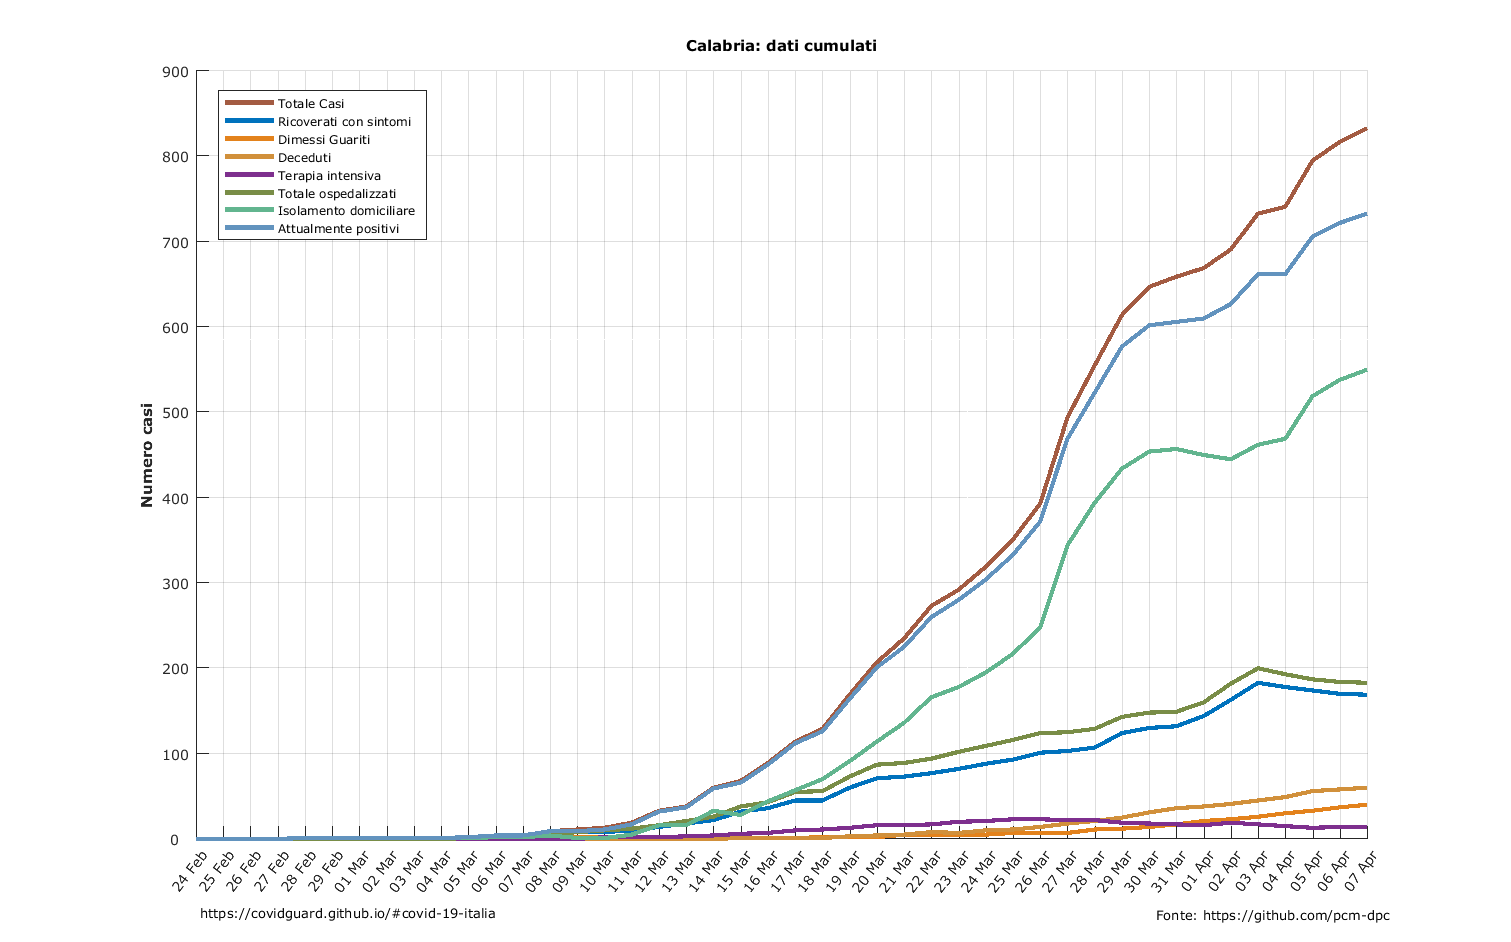 Calabria: dati cumulati
900
800
700
600
500
400
300
200
100
0
Numero casi
Totale Casi
Ricoverati con sintomi
Dimessi Guariti
Deceduti
Terapia intensiva
Totale ospedalizzati
Isolamento domiciliare
Attualmente positivi
24 Feb
25 Feb
26 Feb
27 Feb
28 Feb
29 Feb
01 Mar
02 Mar
03 Mar
04 Mar
05 Mar
06 Mar
07 Mar
08 Mar
09 Mar
10 Mar
11 Mar
12 Mar
13 Mar
14 Mar
15 Mar
16 Mar
17 Mar
18 Mar
19 Mar
20 Mar
21 Mar
22 Mar
23 Mar
24 Mar
25 Mar
26 Mar
27 Mar
28 Mar
29 Mar
30 Mar
31 Mar
01 Apr
02 Apr
03 Apr
04 Apr
05 Apr
06 Apr
07 Apr
https://covidguard.github.io/#covid-19-italia
Fonte: https://github.com/pcm-dpc